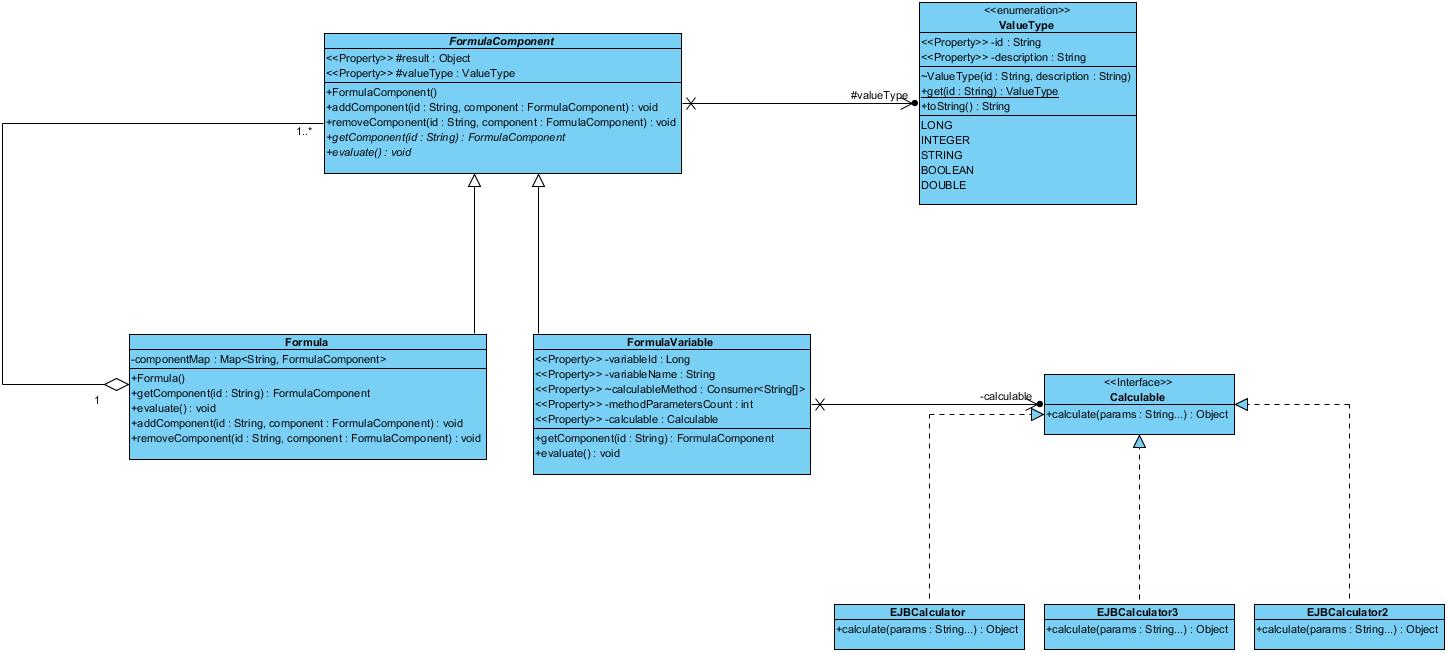 <<enumeration>>
ValueType
<<Property>> -id : String
<<Property>> -description : String
~ValueType(id : String, description : String)
+get(id : String) : ValueType
+toString() : String
LONG
INTEGER
STRING
BOOLEAN
DOUBLE
FormulaComponent
<<Property>> #result : Object
<<Property>> #valueType : ValueType
+FormulaComponent()
+addComponent(id : String, component : FormulaComponent) : void
+removeComponent(id : String, component : FormulaComponent) : void
+getComponent(id : String) : FormulaComponent
+evaluate() : void
#valueType
1..*
1
Formula
-componentMap : Map<String, FormulaComponent>
+Formula()
+getComponent(id : String) : FormulaComponent
+evaluate() : void
+addComponent(id : String, component : FormulaComponent) : void
+removeComponent(id : String, component : FormulaComponent) : void
FormulaVariable
<<Property>> -variableId : Long
<<Property>> -variableName : String
<<Property>> ~calculableMethod : Consumer<String[]>
<<Property>> -methodParametersCount : int
<<Property>> -calculable : Calculable
+getComponent(id : String) : FormulaComponent
+evaluate() : void
-calculable
<<Interface>>
Calculable
+calculate(params : String...) : Object
EJBCalculator
+calculate(params : String...) : Object
EJBCalculator3
+calculate(params : String...) : Object
EJBCalculator2
+calculate(params : String...) : Object